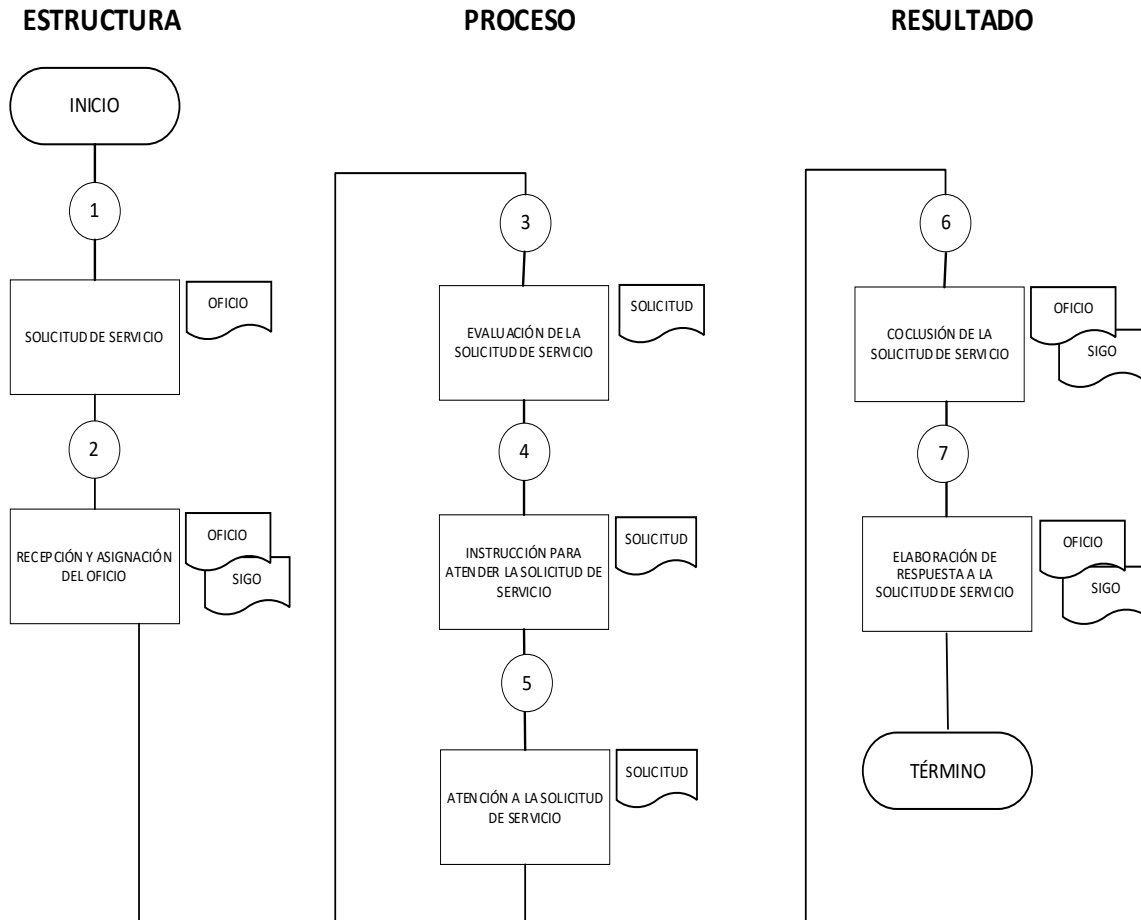 ESTRUCTURA
INICIO
1
SOLICITUD DE SERVICIO
OFICIO
2
RECEPCIÓN Y ASIGNACIÓN
DEL OFICIO
OFICIO
SIGO
PROCESO
3
EVALUACIÓN DE LA
SOLICITUD DE SERVICIO
SOLICITUD
4
INSTRUCCIÓN PARA
ATENDER LA SOLICITUD DE
SERVICIO
SOLICITUD
5
ATENCIÓN A LA SOLICITUD
DE SERVICIO
SOLICITUD
RESULTADO
6
COCLUSIÓN DE LA
SOLICITUD DE SERVICIO
OFICIO
SIGO
7
ELABORACIÓN DE
RESPUESTA A LA
SOLICITUD DE SERVICIO
OFICIO
SIGO
TÉRMINO